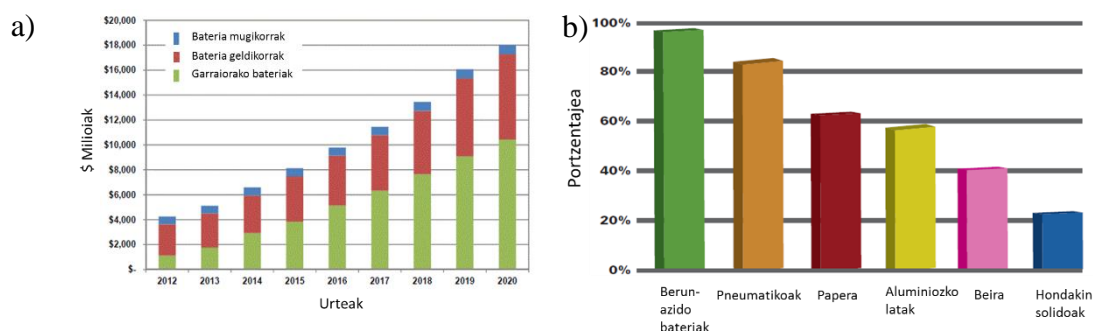 a)
$20,000
$18,000
$16,000
$14,000
$12,000
$10,000
$8,000
$6,000
$4,000
$2,000
$-
$ Milioiak
Bateria mugikorrak
Bateria geldikorrak
Garraiorako bateriak
2012 2013 2014 2015 2016 2017 2018 2019 2020
Urteak
b)
100%
80%
60%
40%
20%
0%
Portzentajea
Berun-
azido
bateriak
Pneumatikoak
Papera
Aluminiozko
latak
Beira
Hondakin
solidoak